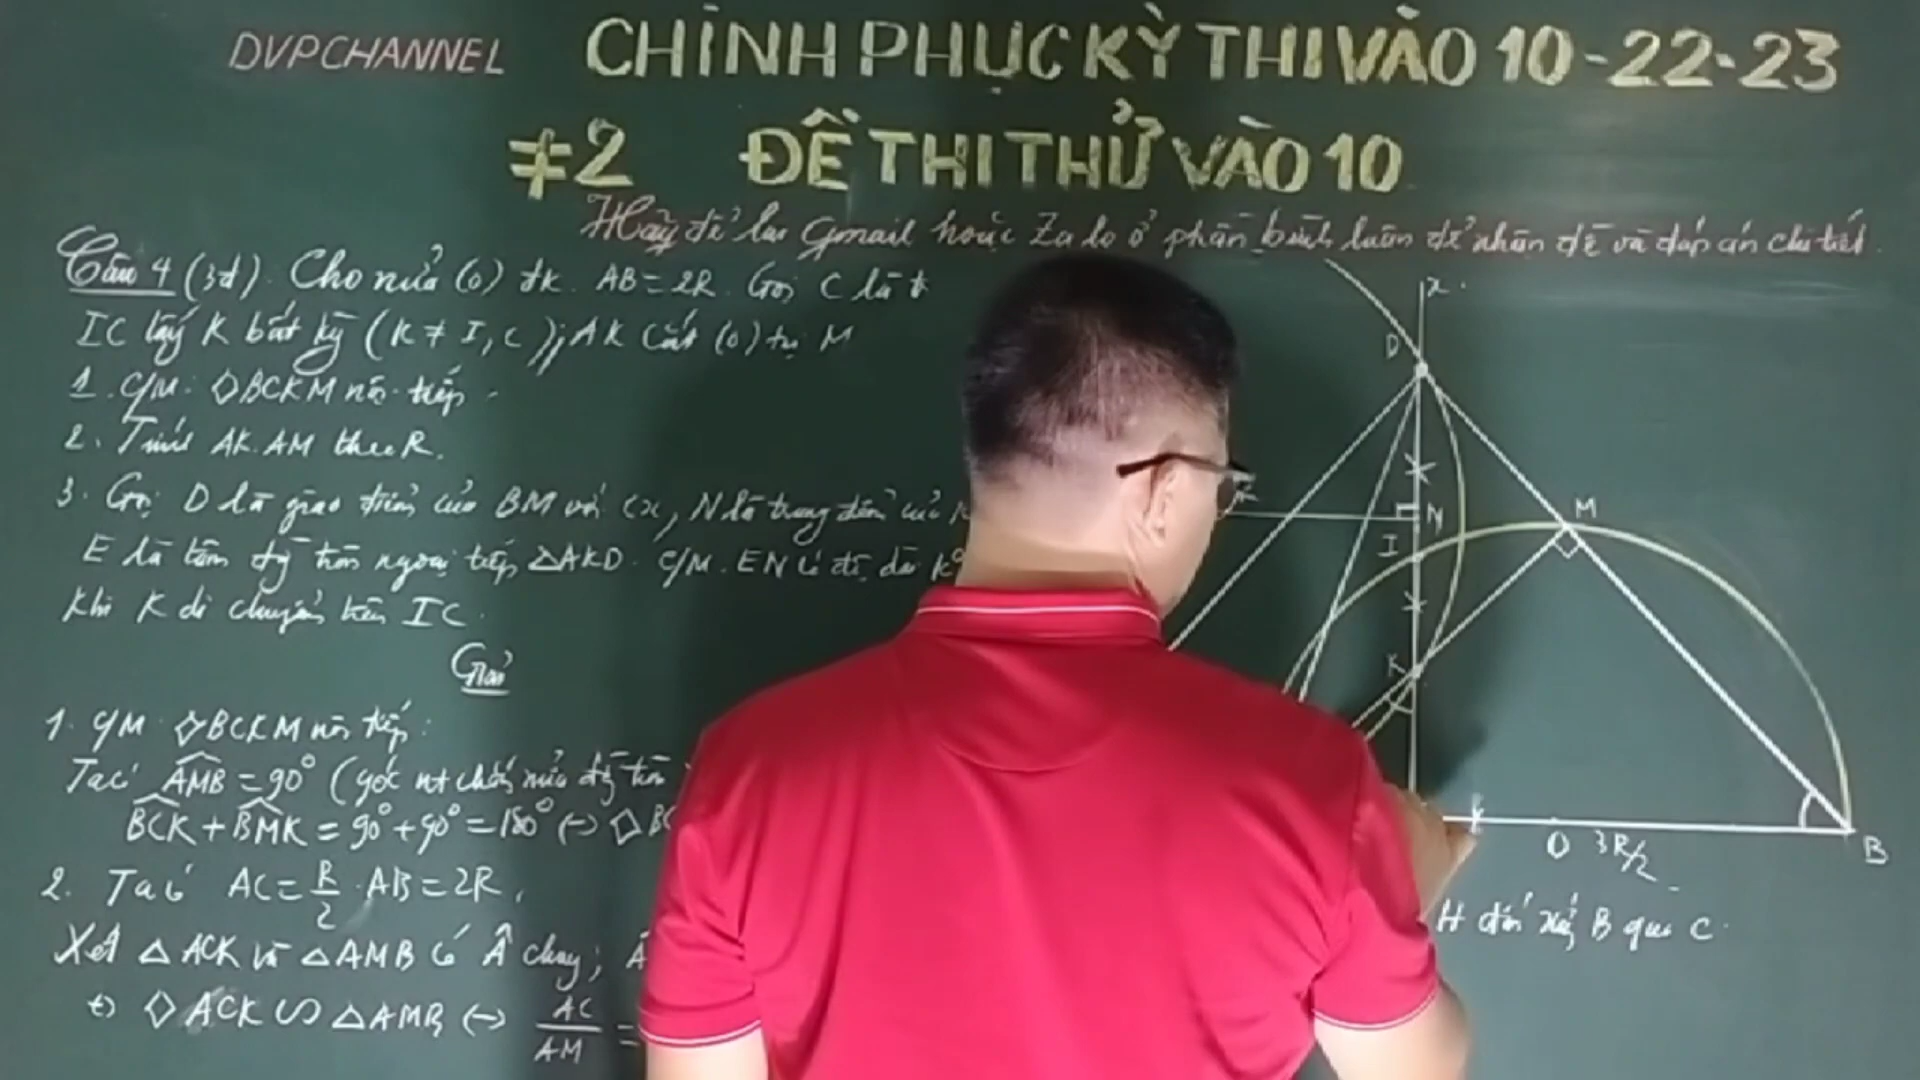 DVPCHANNEL CHINH PHỤC KỲ THI VÀO 10-22-23
#2 ĐỀ THI THỬ VÀO 10
Hãy để lại Gmail hoặc Zalo ở phần bình luận để nhận đề và đáp án chi tiết.
Câu 4 (3đ). Cho nửa (O) đk. AB=2R. Gọi C là t
IC lấy K bất kỳ (K ≠ I, C); AK cắt (O) tại M
1. C/M: ◇BCKM nội tiếp.
2. Tính AK.AM theo R.
3. Gọi D là giao điểm của BM với Cx, N là trung điểm của K
E là tâm đg tròn ngoại tiếp △AKD. C/M. EN có độ dài k
Khi K di chuyển trên IC.
Giải
1. C/M ◇BCKM nội tiếp:
Ta có AMB = 90° (góc nt chắn nửa đg tròn
BCK + BMK = 90° + 90° = 180° (→) ◇BC
2. Ta có AC = R/2 . AB = 2R,
Xét △ACK và △AMB có Â chung;
◇ACK ∽ △AMB (→) AC/AM =
x
D
E
N
M
I
K
O 3R/2
B
H đối xứng B qua C